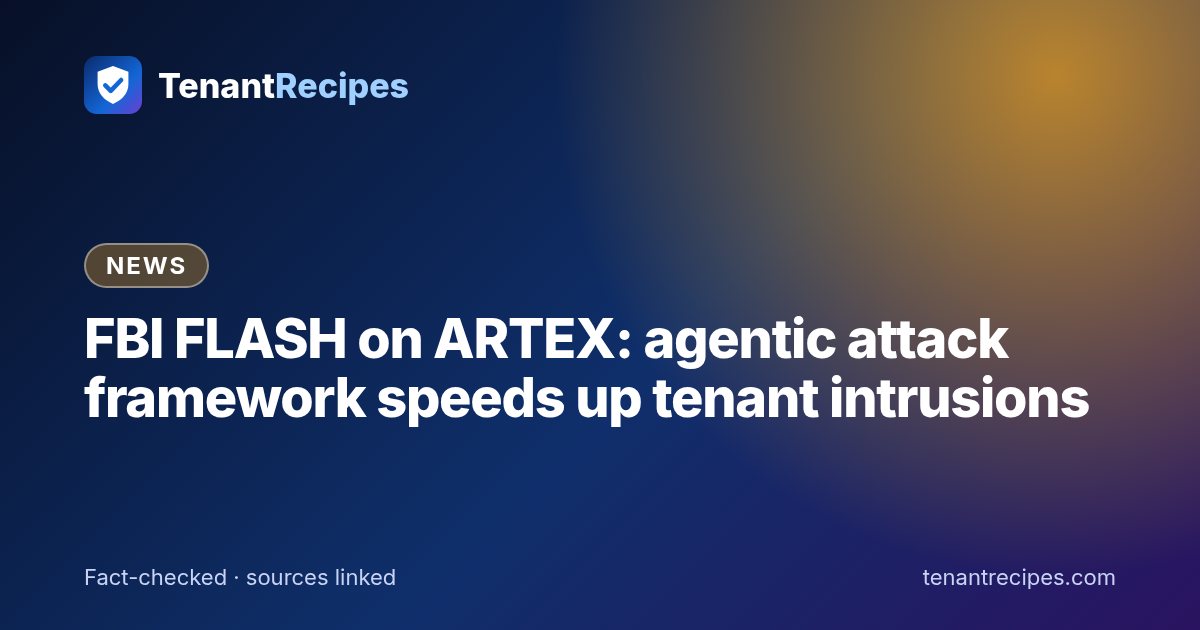 TenantRecipes
NEWS
FBI FLASH on ARTEX: agentic attack
framework speeds up tenant intrusions
Fact-checked · sources linked
tenantrecipes.com